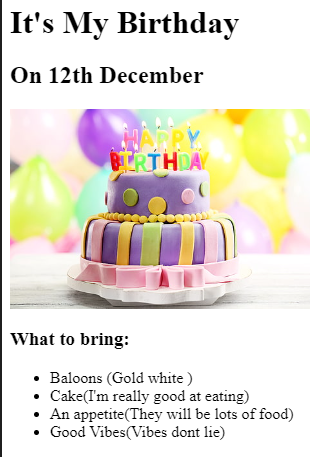 It's My Birthday
On 12th December
HAPPY
BIRTHDAY
What to bring:
Baloons (Gold white )
Cake(I'm really good at eating)
An appetite(They will be lots of food)
Good Vibes(Vibes dont lie)